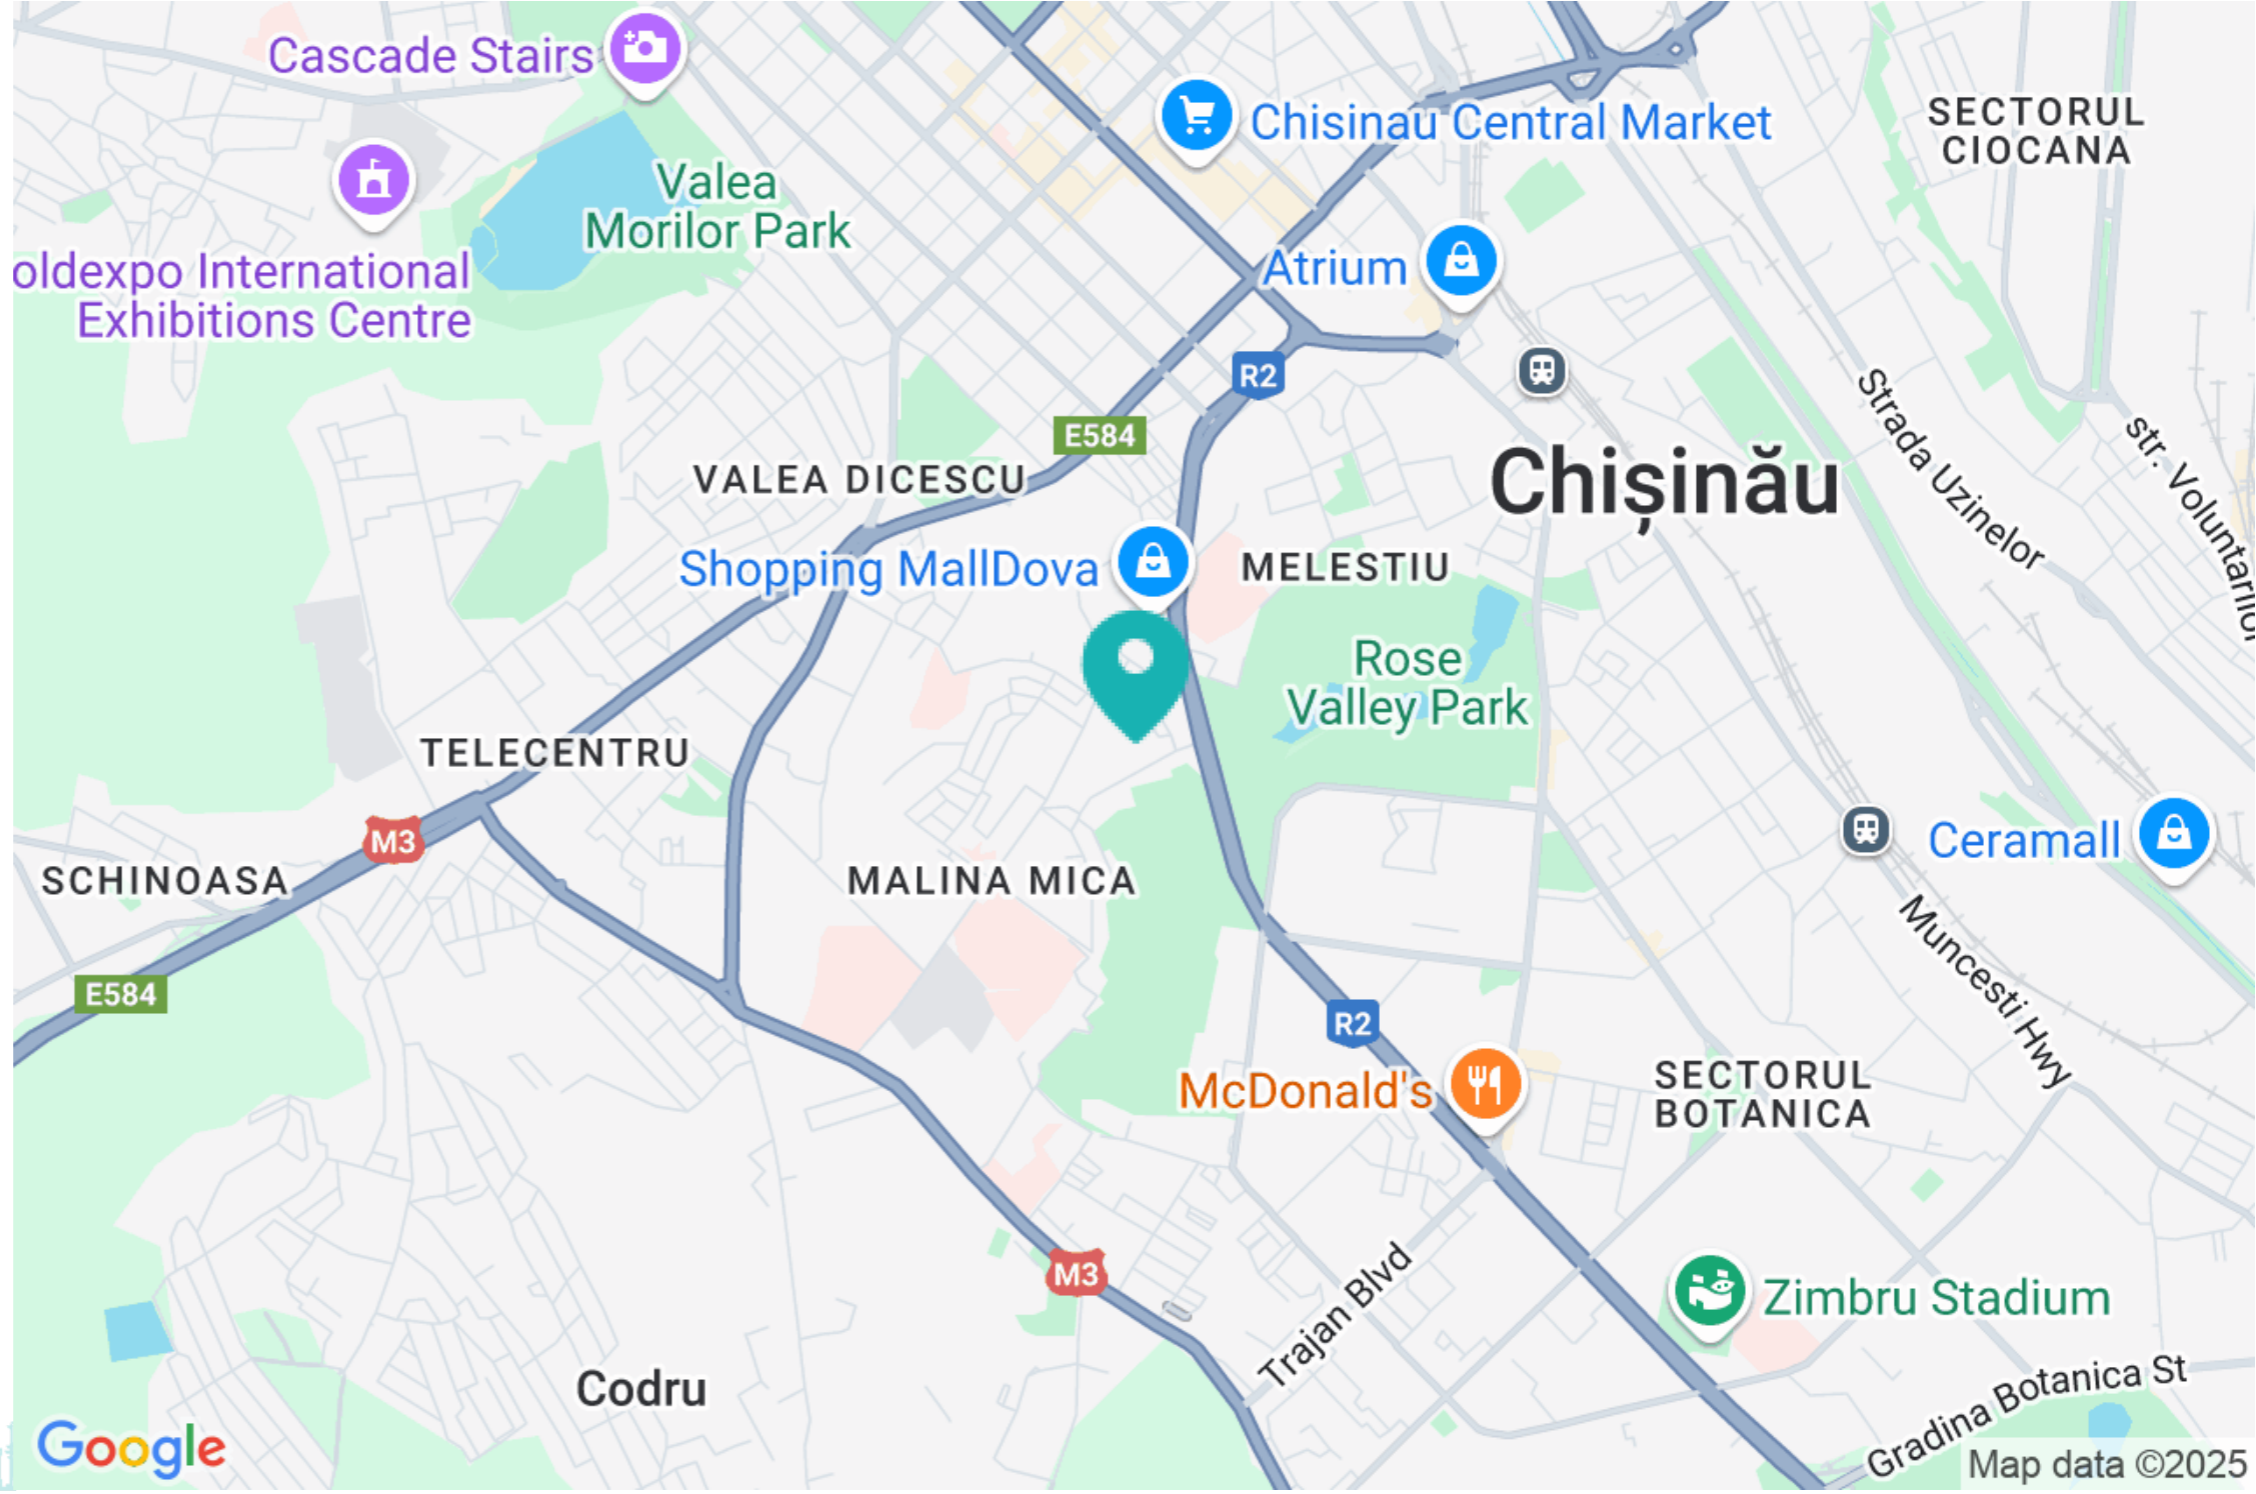 Cascade Stairs
Chisinau Central Market
SECTORUL
CIOCANA
Valea
Morilor Park
oldexpo International
Exhibitions Centre
Atrium
R2
Strada Uzinelor
str. Voluntarilor
E584
VALEA DICESCU
Chișinău
Shopping MallDova
MELESTIU
Rose
Valley Park
TELECENTRU
M3
SCHINOASA
MALINA MICA
Ceramall
Muncesti Hwy
E584
R2
McDonald's
SECTORUL
BOTANICA
M3
Trajan Blvd
Zimbru Stadium
Codru
Gradina Botanica St
Google
Map data ©2025